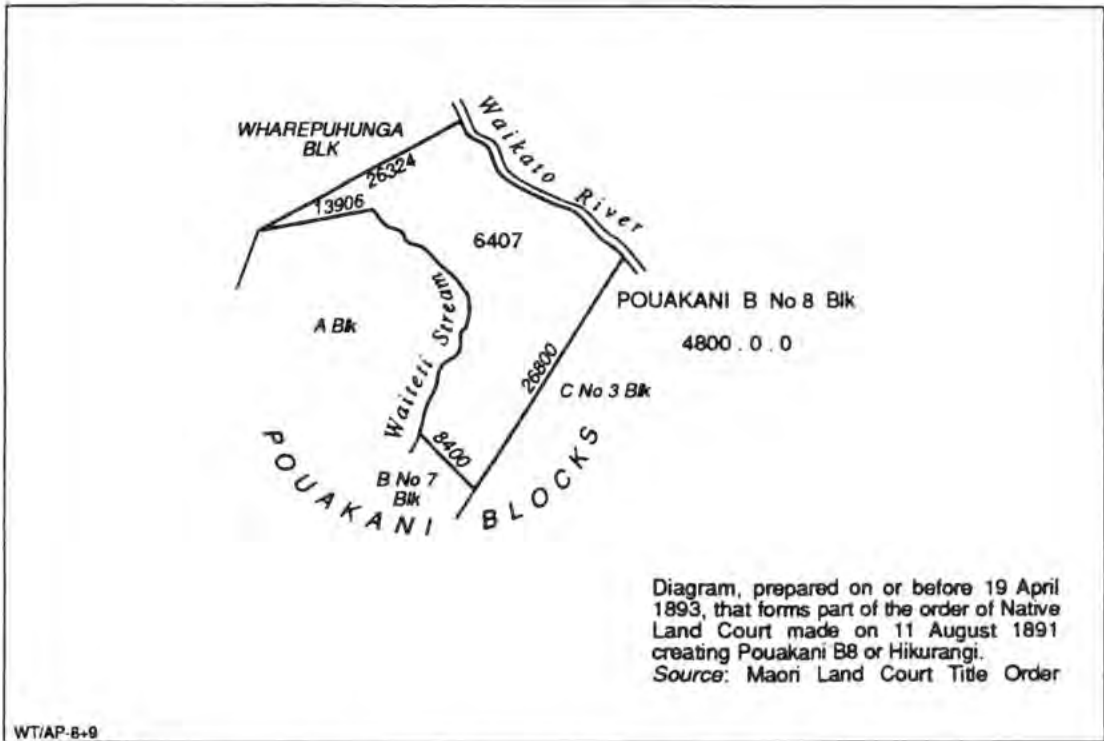 WHAREPUHUNGA
BLK
Waikato River
26324
13906
6407
POUAKANI B No 8 Blk
4800 . 0 . 0
A Blk
Waiteti Stream
26800
C No 3 Blk
8400
B No 7
Blk
POUAKANI BLOCKS
Diagram, prepared on or before 19 April
1893, that forms part of the order of Native
Land Court made on 11 August 1891
creating Pouakani B8 or Hikurangi.
Source: Maori Land Court Title Order
WT/AP-8+9